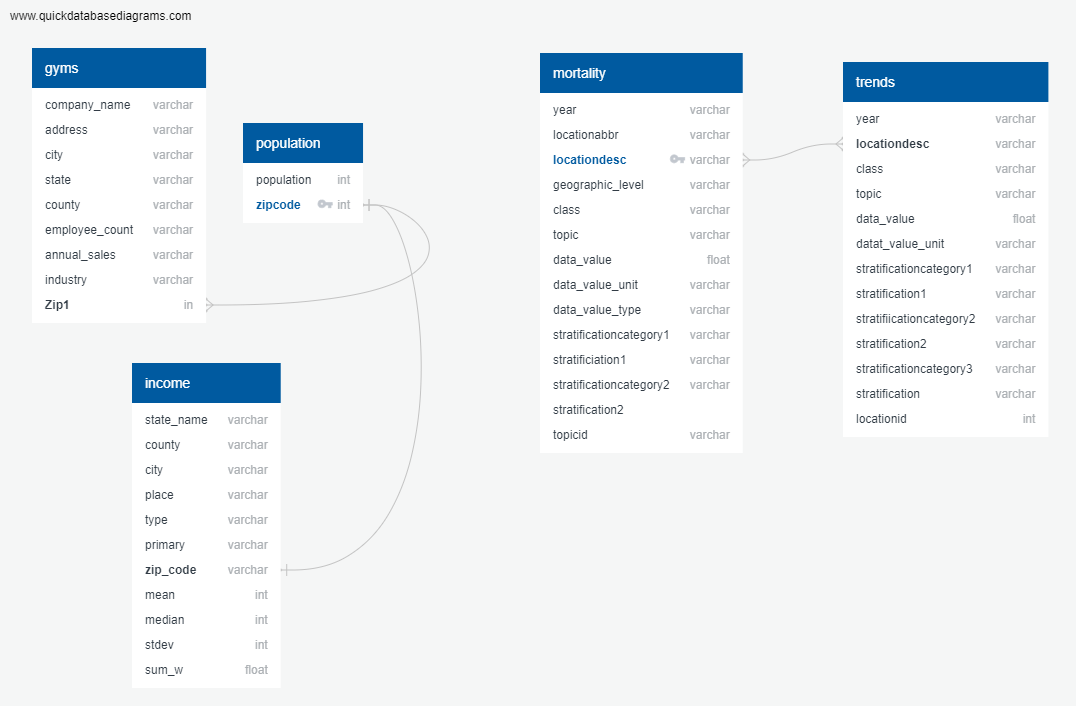 www.quickdatabasediagrams.com
gyms
company_name varchar
address varchar
city varchar
state varchar
county varchar
employee_count varchar
annual_sales varchar
industry varchar
Zip1 in
population
population int
zipcode int
income
state_name varchar
county varchar
city varchar
place varchar
type varchar
primary varchar
zip_code varchar
mean int
median int
stdev int
sum_w float
mortality
year varchar
locationabbr varchar
locationdesc varchar
geographic_level varchar
class varchar
topic varchar
data_value float
data_value_unit varchar
data_value_type varchar
stratificationcategory1 varchar
stratificiation1 varchar
stratificationcategory2 varchar
stratification2
topicid varchar
trends
year varchar
locationdesc varchar
class varchar
topic varchar
data_value float
datat_value_unit varchar
stratificationcategory1 varchar
stratification1 varchar
stratifiicationcategory2 varchar
stratification2 varchar
stratificationcategory3 varchar
stratification varchar
locationid int